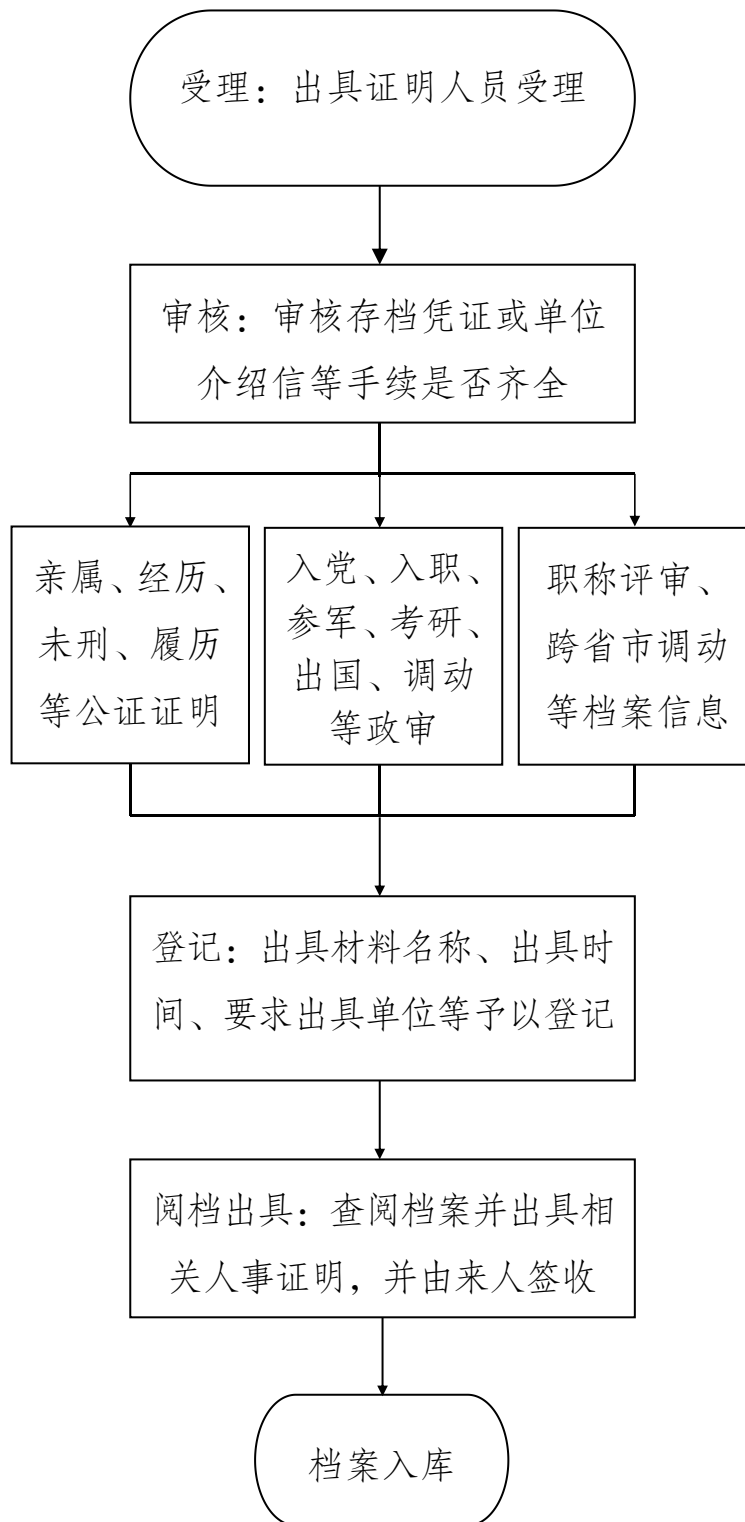 受理：出具证明人员受理
审核：审核存档凭证或单位
介绍信等手续是否齐全
亲属、经历、
未刑、履历
等公证证明
入党、入职、
参军、考研、
出国、调动
等政审
职称评审、
跨省市调动
等档案信息
登记：出具材料名称、出具时
间、要求出具单位等予以登记
阅档出具：查阅档案并出具相
关人事证明，并由来人签收
档案入库